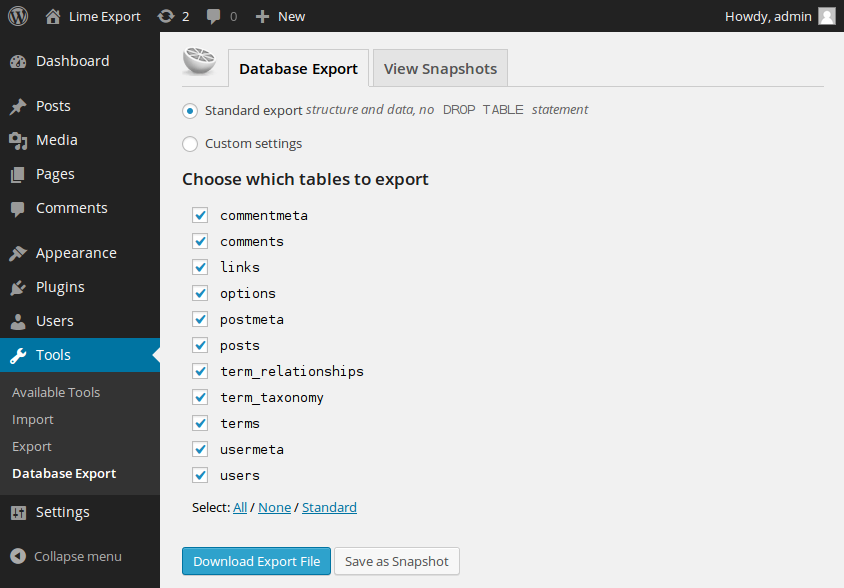 Lime Export 2 0 New Howdy, admin
Dashboard
Posts
Media
Pages
Comments
Appearance
Plugins
Users
Tools
Available Tools
Import
Export
Database Export
Settings
Collapse menu
Database Export View Snapshots
Standard export structure and data, no DROP TABLE statement
Custom settings
Choose which tables to export
commentmeta
comments
links
options
postmeta
posts
term_relationships
term_taxonomy
terms
usermeta
users
Select: All / None / Standard
Download Export File Save as Snapshot